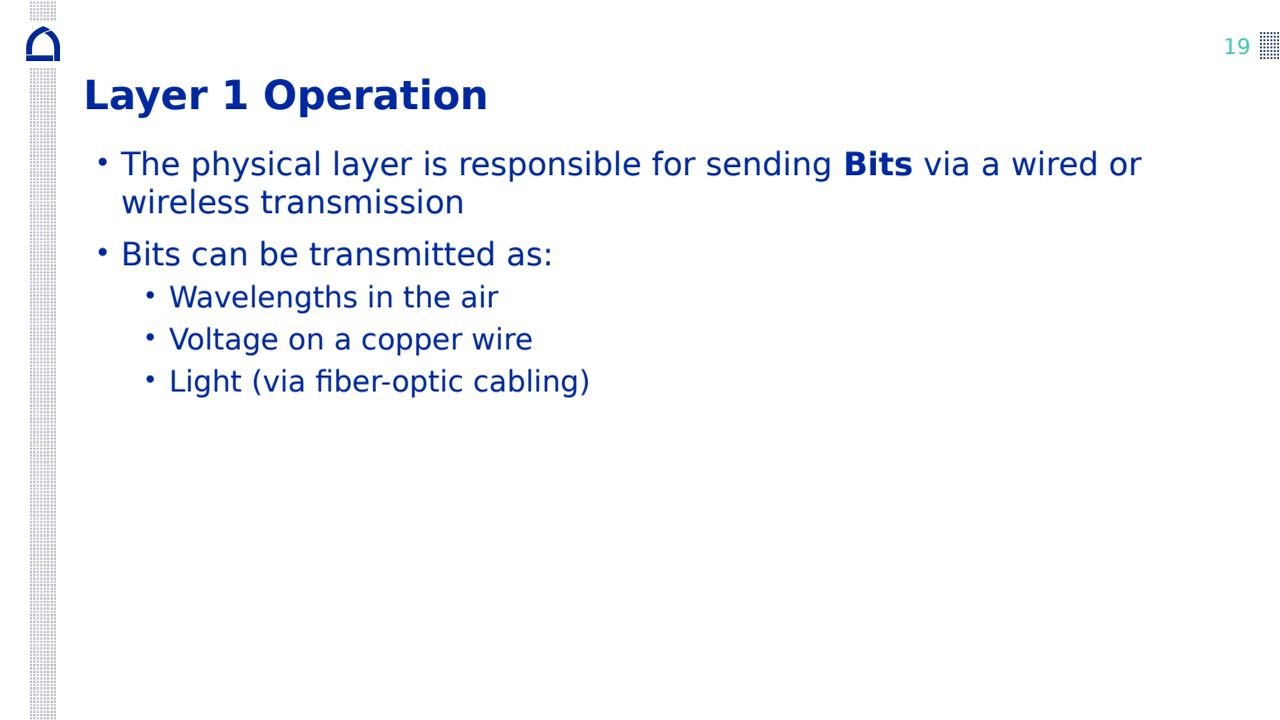 19
Layer 1 Operation
• The physical layer is responsible for sending Bits via a wired or
wireless transmission
• Bits can be transmitted as:
• Wavelengths in the air
• Voltage on a copper wire
• Light (via fiber-optic cabling)